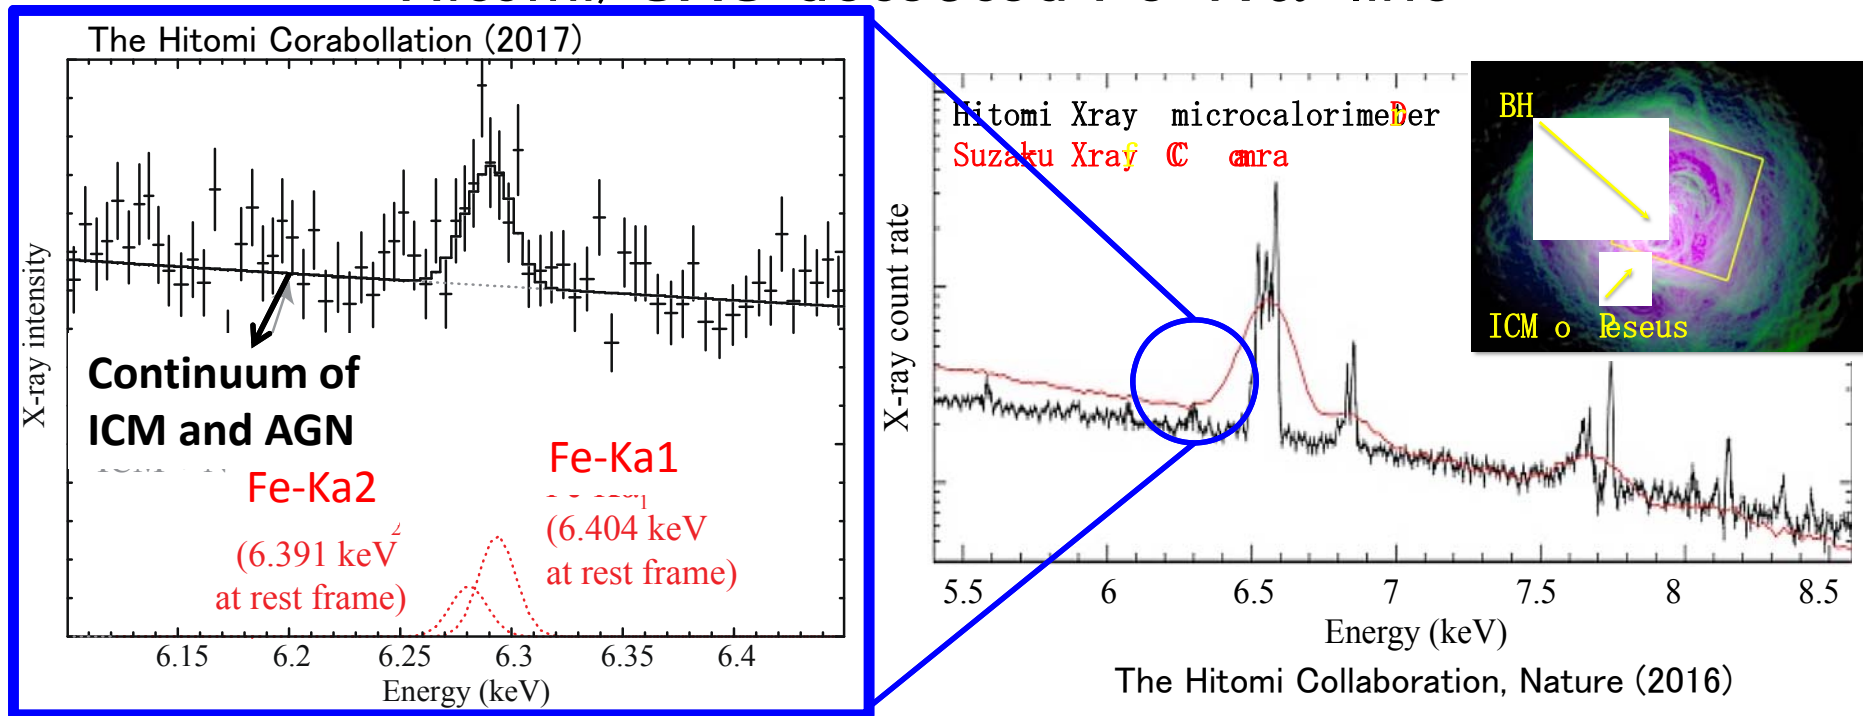 The Hitomi Corabollation (2017)
X-ray intensity
Continuum of
ICM and AGN
Fe-Ka2
(6.391 keV
at rest frame)
Fe-Ka1
(6.404 keV
at rest frame)
6.15 6.2 6.25 6.3 6.35 6.4
Energy (keV)
Hitomi Xray
Suzaku Xray
X-ray count rate
BH
ICM o
5.5 6 6.5 7 7.5 8 8.5
Energy (keV)
The Hitomi Collaboration, Nature (2016)